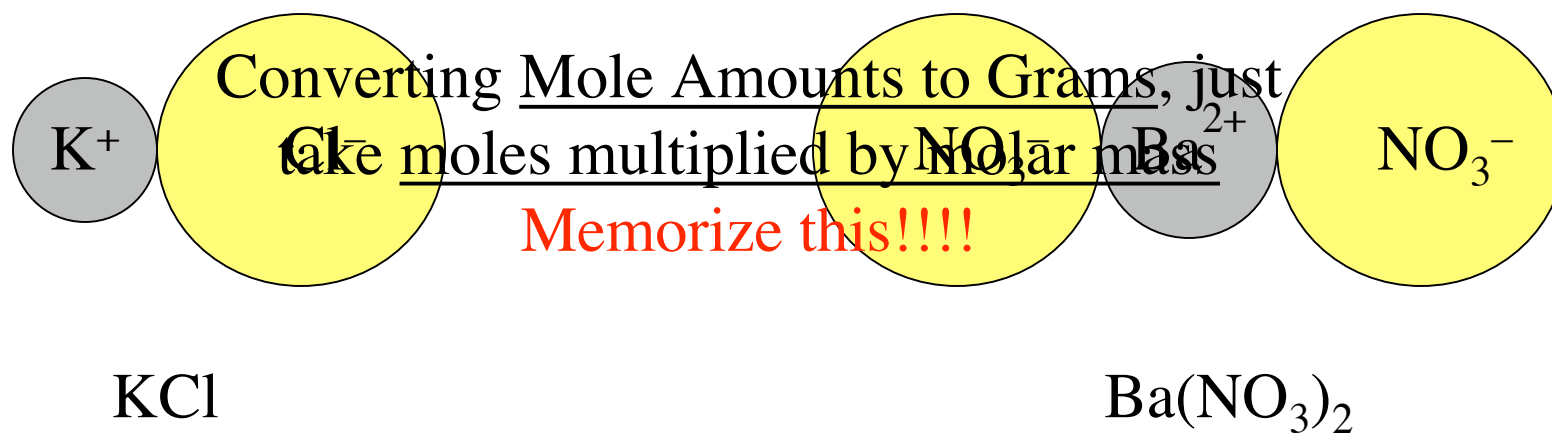 Converting Mole Amounts to Grams, just
take moles multiplied by molar mass
Memorize this!!!!
K⁺ Cl⁻ NO₃⁻ Ba²⁺ NO₃⁻
KCl Ba(NO₃)₂